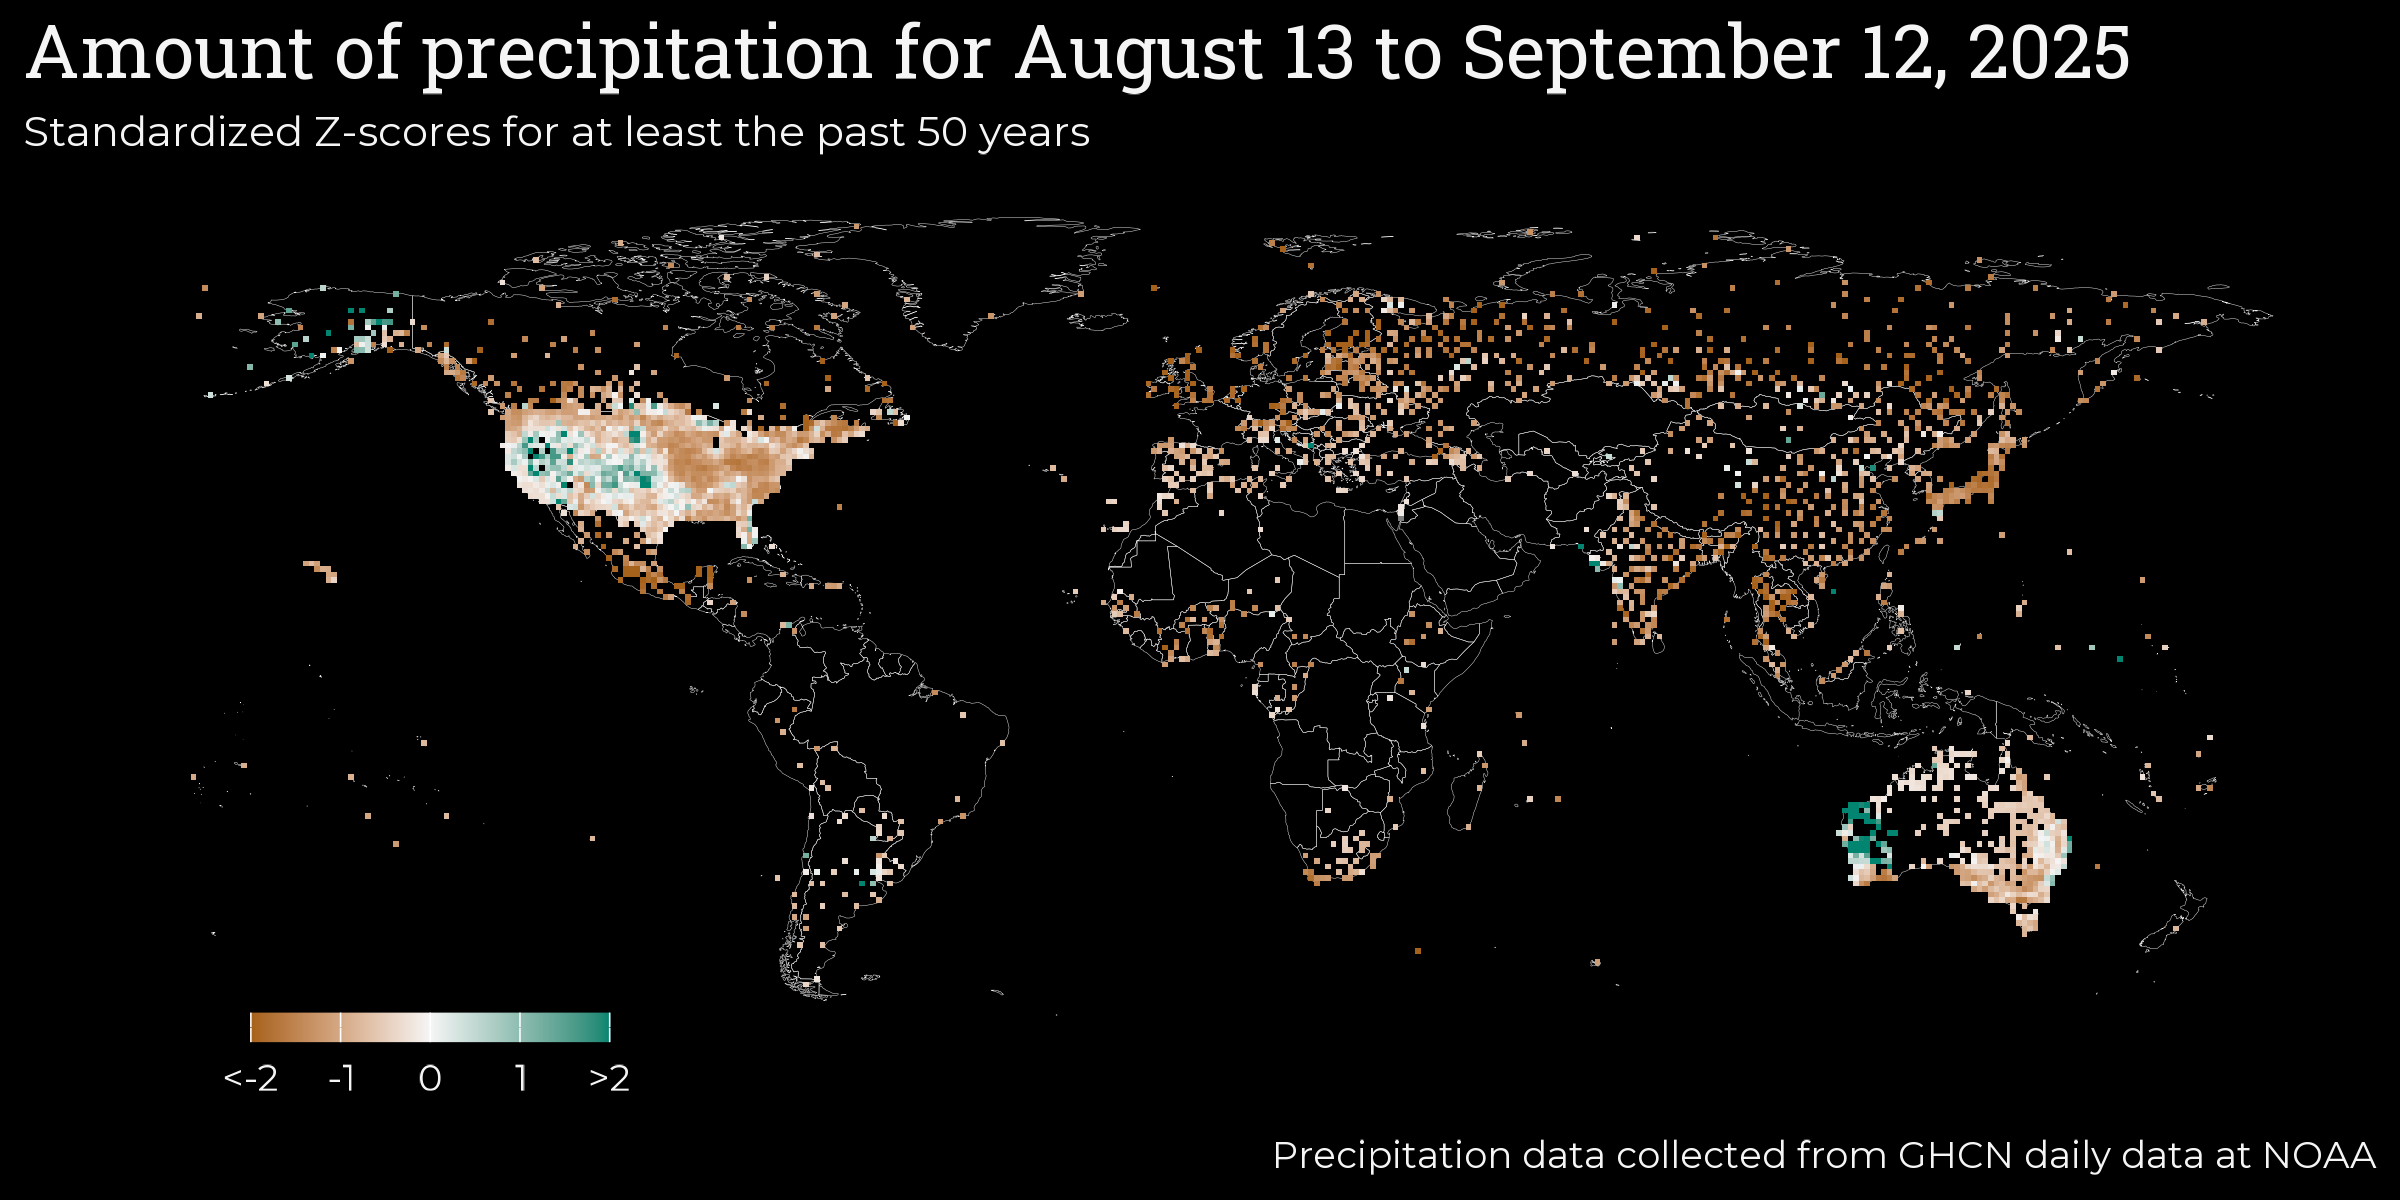 Amount of precipitation for August 13 to September 12, 2025
Standardized Z-scores for at least the past 50 years
<-2 -1 0 1 >2
Precipitation data collected from GHCN daily data at NOAA